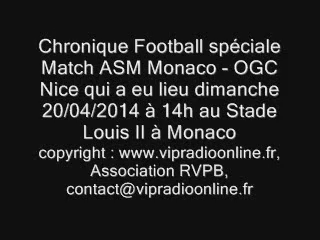 Chronique Football spéciale
Match ASM Monaco - OGC
Nice qui a eu lieu dimanche
20/04/2014 à 14h au Stade
Louis II à Monaco
copyright : www.vipradioonline.fr,
Association RVPB,
contact@vipradioonline.fr